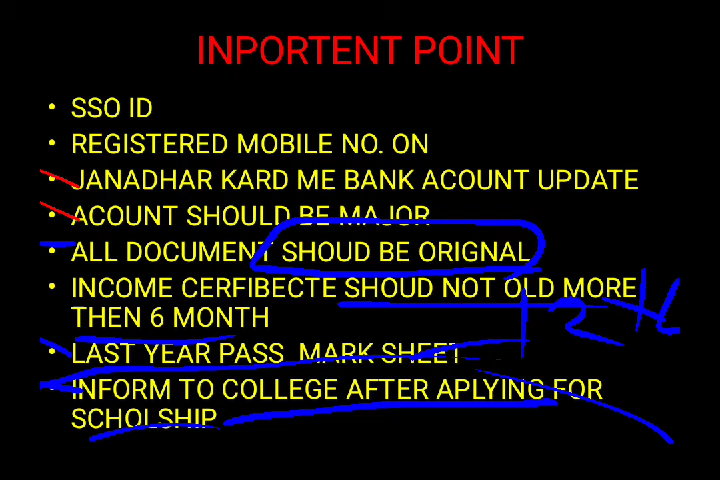 INPORTENT POINT
• SSO ID
• REGISTERED MOBILE NO. ON
• JANADHAR KARD ME BANK ACOUNT UPDATE
• ACOUNT SHOULD BE MAJOR
• ALL DOCUMENT SHOUD BE ORIGNAL
• INCOME CERFIBECTE SHOUD NOT OLD MORE
THEN 6 MONTH
• LAST YEAR PASS MARK SHEET
• INFORM TO COLLEGE AFTER APLYING FOR
SCHOLSHIP